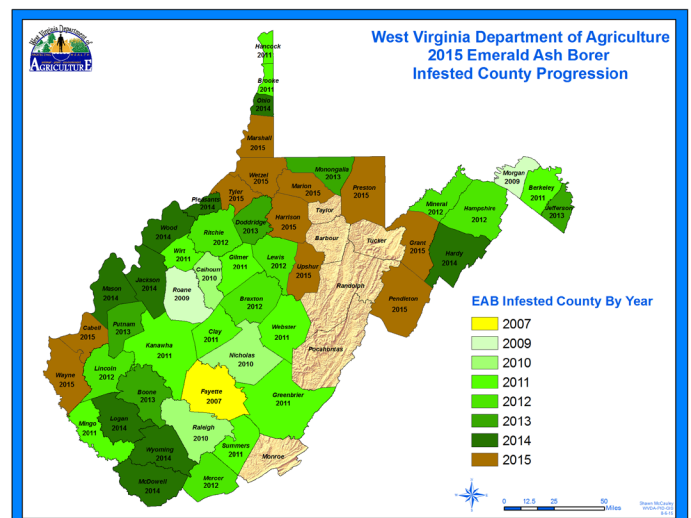 West Virginia Department of
AGRICULTURE
West Virginia Department of Agriculture
2015 Emerald Ash Borer
Infested County Progression
Hancock
2011
Brooke
2011
Ohio
2014
Marshall
2015
Wetzel
2015
Monongalia
2013
Marion
2015
Preston
2015
Morgan
2009
Berkeley
2011
Jefferson
2013
Mineral
2012
Hampshire
2012
Pleasants
2014
Tyler
2015
Doddridge
2013
Harrison
2015
Taylor
Barbour
Tucker
Grant
2015
Hardy
2014
Wood
2014
Ritchie
2012
Wirt
2011
Calhoun
2010
Gilmer
2011
Lewis
2012
Upshur
2015
Randolph
Pendleton
2015
Mason
2014
Jackson
2014
Roane
2009
Braxton
2012
Webster
2011
Pocahontas
Cabell
2015
Putnam
2013
Kanawha
2011
Clay
2011
Nicholas
2010
Wayne
2015
Lincoln
2012
Boone
2013
Fayette
2007
Greenbrier
2011
Mingo
2011
Logan
2014
Raleigh
2010
Summers
2011
Monroe
Wyoming
2014
McDowell
2014
Mercer
2012
EAB Infested County By Year
2007
2009
2010
2011
2012
2013
2014
2015
0 12.5 25 50
Miles
Shawn McCauley